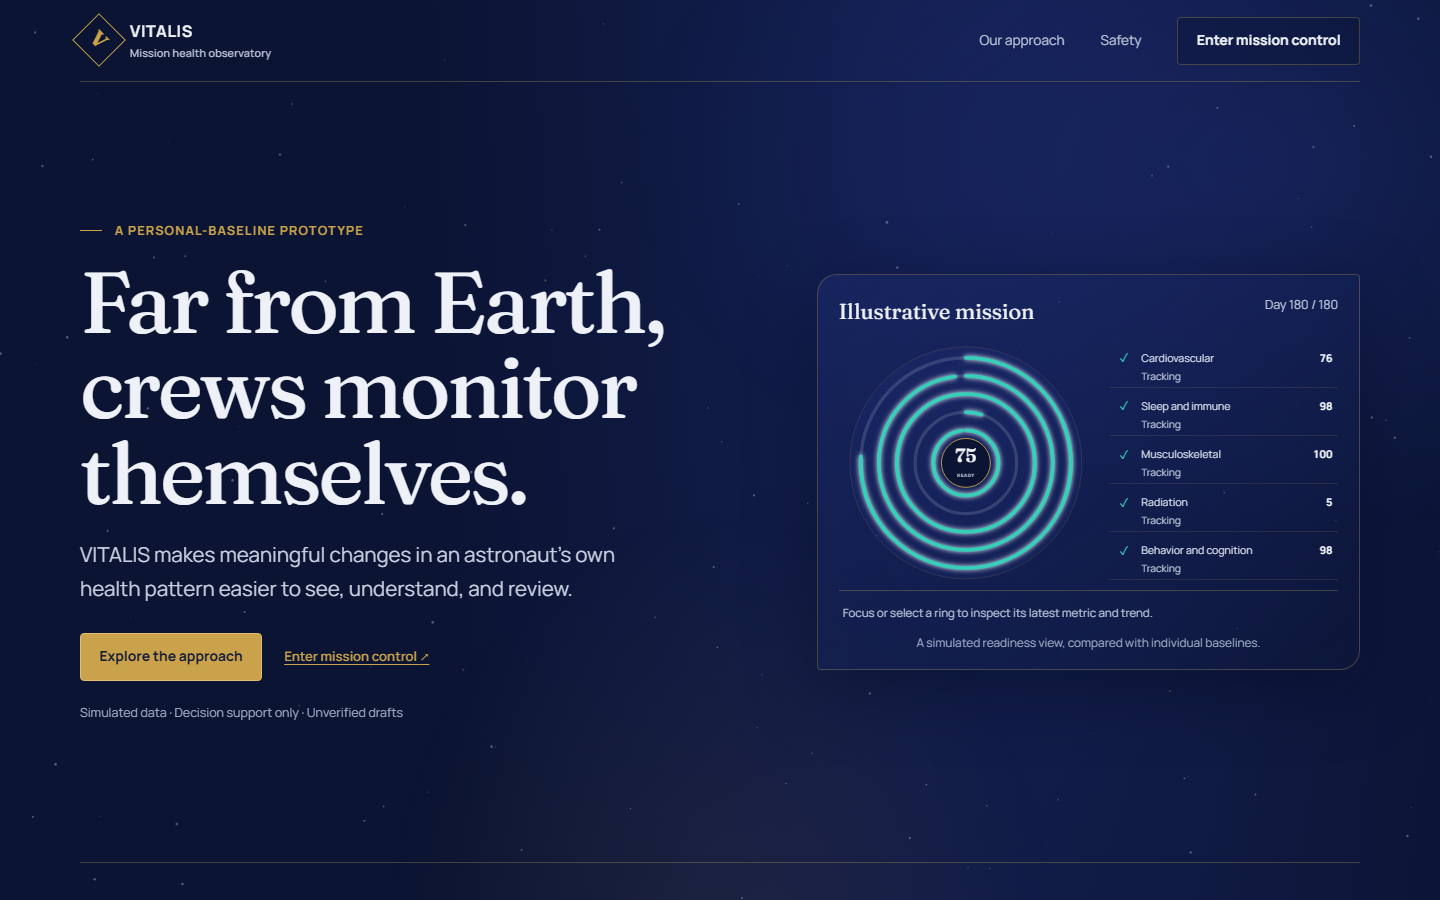 VITALIS
Mission health observatory
Our approach
Safety
Enter mission control
A PERSONAL-BASELINE PROTOTYPE
Far from Earth,
crews monitor
themselves.
VITALIS makes meaningful changes in an astronaut's own
health pattern easier to see, understand, and review.
Explore the approach
Enter mission control ↗
Simulated data · Decision support only · Unverified drafts
Illustrative mission
Day 180 / 180
75
READY
✓ Cardiovascular 76
Tracking
✓ Sleep and immune 98
Tracking
✓ Musculoskeletal 100
Tracking
✓ Radiation 5
Tracking
✓ Behavior and cognition 98
Tracking
Focus or select a ring to inspect its latest metric and trend.
A simulated readiness view, compared with individual baselines.